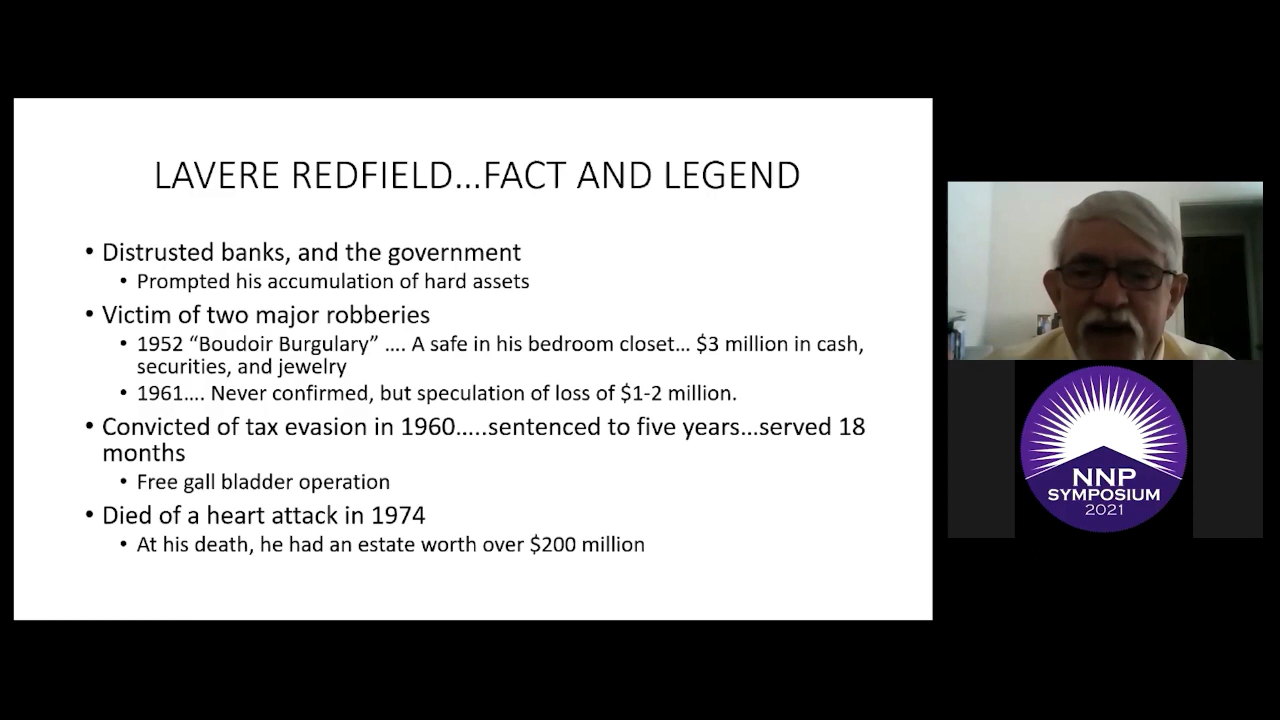 LAVERE REDFIELD...FACT AND LEGEND
• Distrusted banks, and the government
• Prompted his accumulation of hard assets
• Victim of two major robberies
• 1952 “Boudoir Burgulary” .... A safe in his bedroom closet... $3 million in cash,
securities, and jewelry
• 1961.... Never confirmed, but speculation of loss of $1-2 million.
• Convicted of tax evasion in 1960.....sentenced to five years...served 18
months
• Free gall bladder operation
• Died of a heart attack in 1974
• At his death, he had an estate worth over $200 million
NNP
SYMPOSIUM
2021